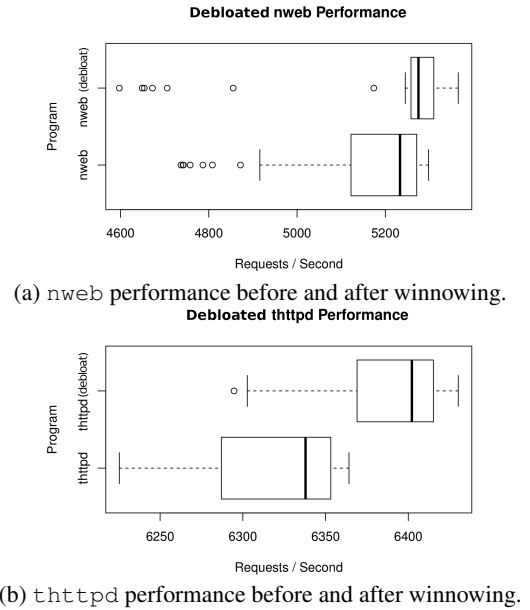 Debloated nweb Performance
nweb (debloat)
nweb
Program
4600 4800 5000 5200
Requests / Second
(a) nweb performance before and after winnowing.
Debloated thttpd Performance
thttpd (debloat)
thttpd
Program
6250 6300 6350 6400
Requests / Second
(b) thttpd performance before and after winnowing.